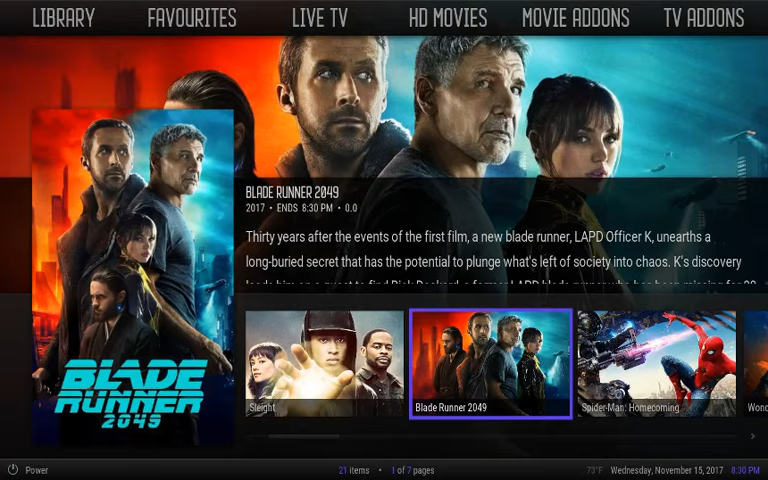 LIBRARY FAVOURITES LIVE TV HD MOVIES MOVIE ADDONS TV ADDONS
BLADE RUNNER 2049
2017 • ENDS 8:30 PM • 0.0
Thirty years after the events of the first film, a new blade runner, LAPD Officer K, unearths a
long-buried secret that has the potential to plunge what's left of society into chaos. K's discovery
BLADE
RUNNER
2049
Sleight Blade Runner 2049 Spider-Man: Homecoming Wond
Power 21 items • 1 of 7 pages 73°F Wednesday, November 15, 2017 8:30 PM